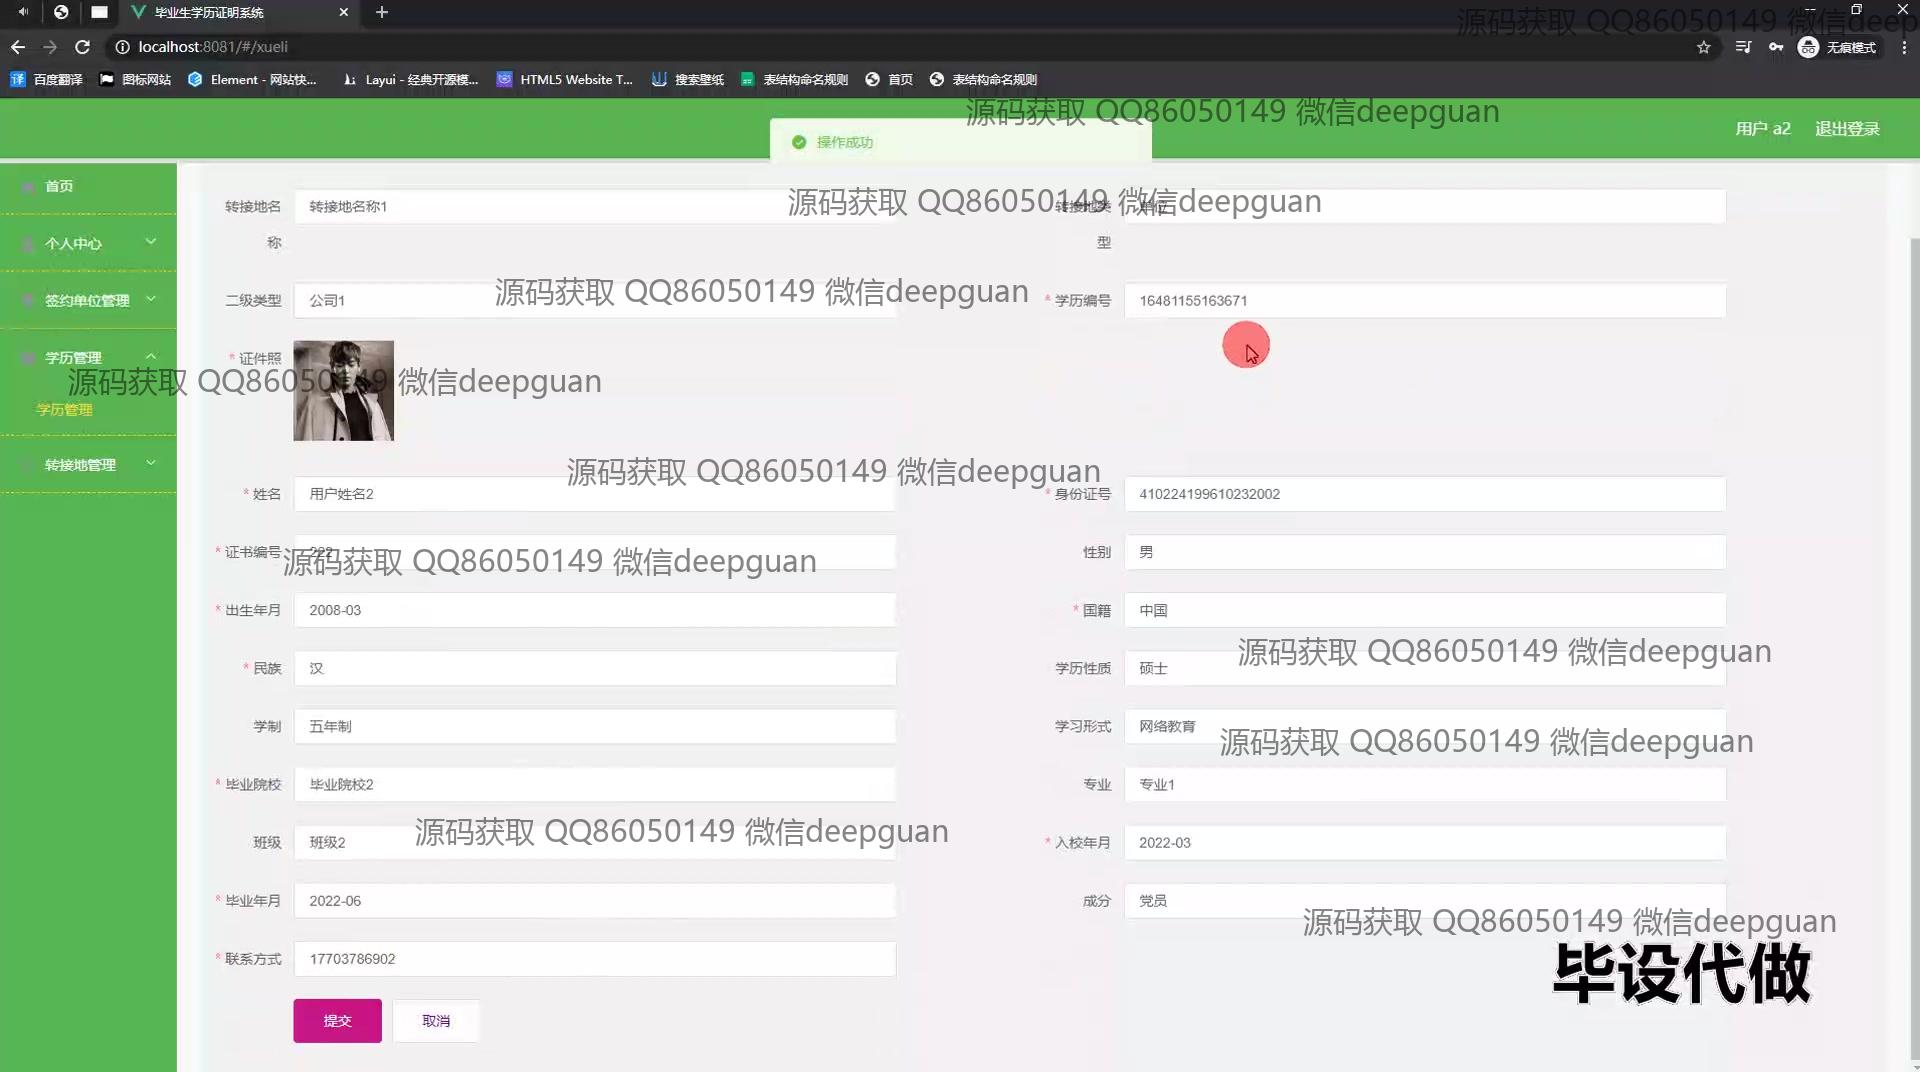 毕业生学历证明系统
localhost:8081/#/xueli
无痕模式
百度翻译 图标网站 Element - 网站快... Layui - 经典开源模... HTML5 Website T... 搜索壁纸 表结构命名规则 首页 表结构命名规则
源码获取 QQ86050149 微信deep
源码获取 QQ86050149 微信deepguan
用户 a2 退出登录
操作成功
首页
个人中心
签约单位管理
学历管理
学历管理
转接地管理
转接地名称 转接地名称1
转接地类型 单位
源码获取 QQ86050149 微信deepguan
二级类型 公司1
* 学历编号 16481155163671
源码获取 QQ86050149 微信deepguan
* 证件照
源码获取 QQ86050149 微信deepguan
源码获取 QQ86050149 微信deepguan
* 姓名 用户姓名2
* 身份证号 410224199610232002
* 证书编号 222
性别 男
源码获取 QQ86050149 微信deepguan
* 出生年月 2008-03
* 国籍 中国
源码获取 QQ86050149 微信deepguan
* 民族 汉
学历性质 硕士
学制 五年制
学习形式 网络教育
源码获取 QQ86050149 微信deepguan
* 毕业院校 毕业院校2
专业 专业1
源码获取 QQ86050149 微信deepguan
班级 班级2
* 入校年月 2022-03
* 毕业年月 2022-06
成分 党员
源码获取 QQ86050149 微信deepguan
* 联系方式 17703786902
毕设代做
提交 取消